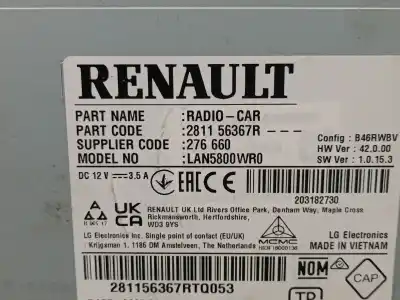 RENAULT
PART NAME :RADIO-CAR
PART CODE :2811 56367R - - -
SUPPLIER CODE :276 660
MODEL NO :LAN5800WR0
Config : B46RWBV
HW Ver : 42.0.00
SW Ver : 1.0.15.3
DC 12 V 3.5 A
CE EAC
203182730
UK CA
RENAULT UK Ltd Rivers Office Park, Denham Way, Maple Cross
Rickmansworth, Hertfordshire,
WD3 9YS
LG Electronics Inc. Single point of contact (EU/UK)
: Krijgsman 1, 1186 DM Amstelveen, The Netherlands
MCMC
LG Electronics
MADE IN VIETNAM
281156367RTQ053
NOM
CAP
TP